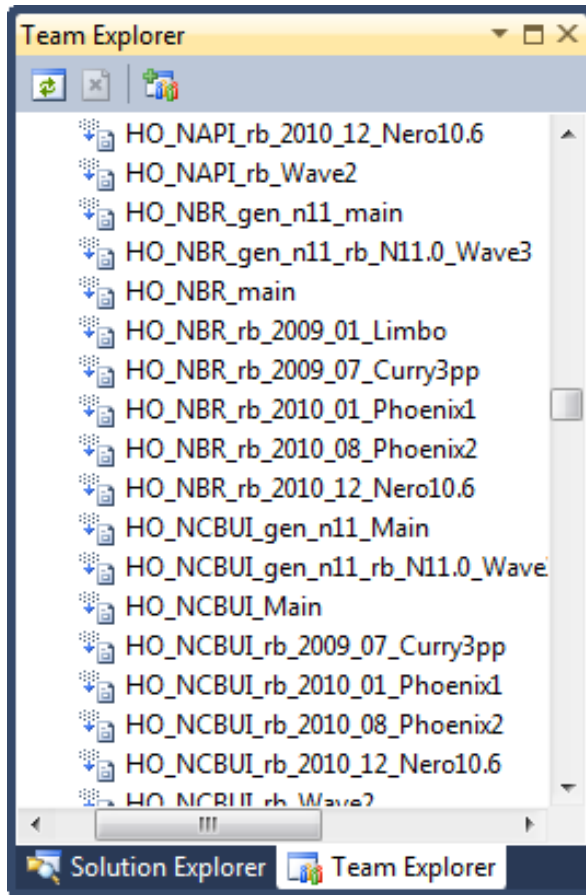 Team Explorer
HO_NAPI_rb_2010_12_Nero10.6
HO_NAPI_rb_Wave2
HO_NBR_gen_n11_main
HO_NBR_gen_n11_rb_N11.0_Wave3
HO_NBR_main
HO_NBR_rb_2009_01_Limbo
HO_NBR_rb_2009_07_Curry3pp
HO_NBR_rb_2010_01_Phoenix1
HO_NBR_rb_2010_08_Phoenix2
HO_NBR_rb_2010_12_Nero10.6
HO_NCBUI_gen_n11_Main
HO_NCBUI_gen_n11_rb_N11.0_Wave
HO_NCBUI_Main
HO_NCBUI_rb_2009_07_Curry3pp
HO_NCBUI_rb_2010_01_Phoenix1
HO_NCBUI_rb_2010_08_Phoenix2
HO_NCBUI_rb_2010_12_Nero10.6
HO_NCBUI_rb_Wave2
Solution Explorer Team Explorer